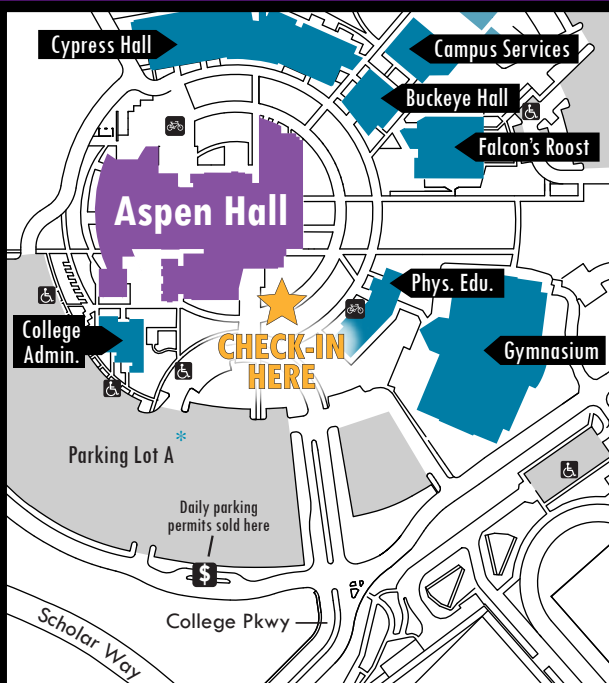 Cypress Hall
Campus Services
Buckeye Hall
Falcon's Roost
Aspen Hall
Phys. Edu.
College
Admin.
CHECK-IN
HERE
Gymnasium
*
Parking Lot A
Daily parking
permits sold here
$
College Pkwy
Scholar Way